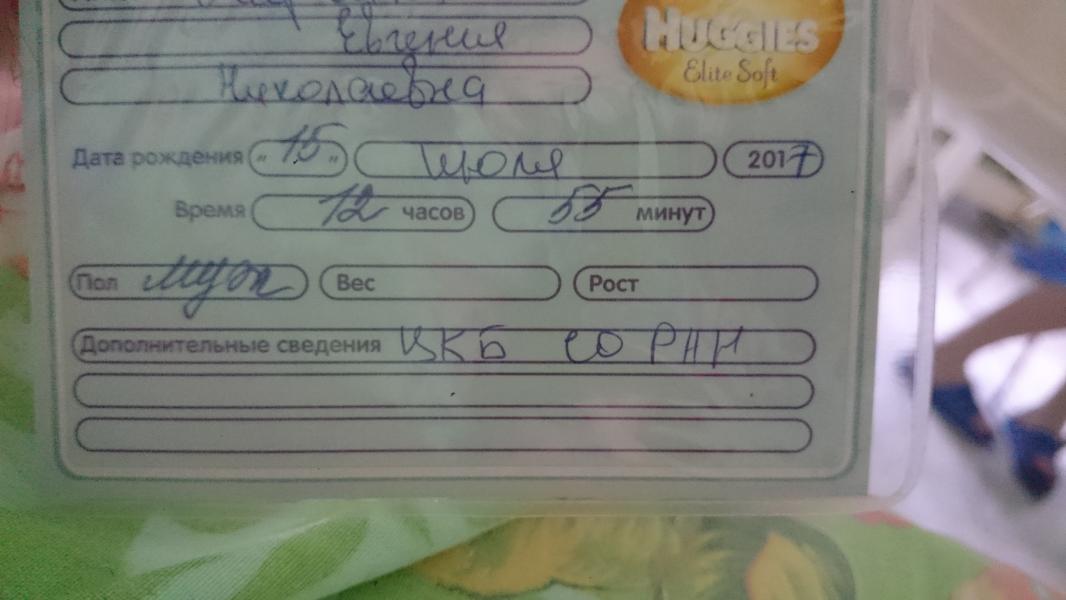 Евгения
HUGGIES
Elite Soft
Николаевна
Дата рождения „ 15 „ июля 2017
Время 12 часов 55 минут
Пол муж Вес Рост
Дополнительные сведения ЦКБ СО РАН